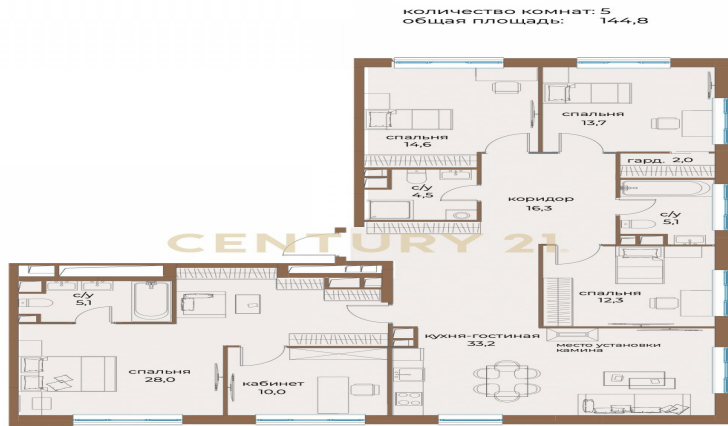 количество комнат: 5
общая площадь: 144,8
спальня
14,6
спальня
13,7
гард. 2,0
с/у
4,5
коридор
16,3
с/у
5,1
CENTURY 21
спальня
12,3
с/у
5,1
кухня-гостиная
33,2
место установки
камина
спальня
28,0
кабинет
10,0